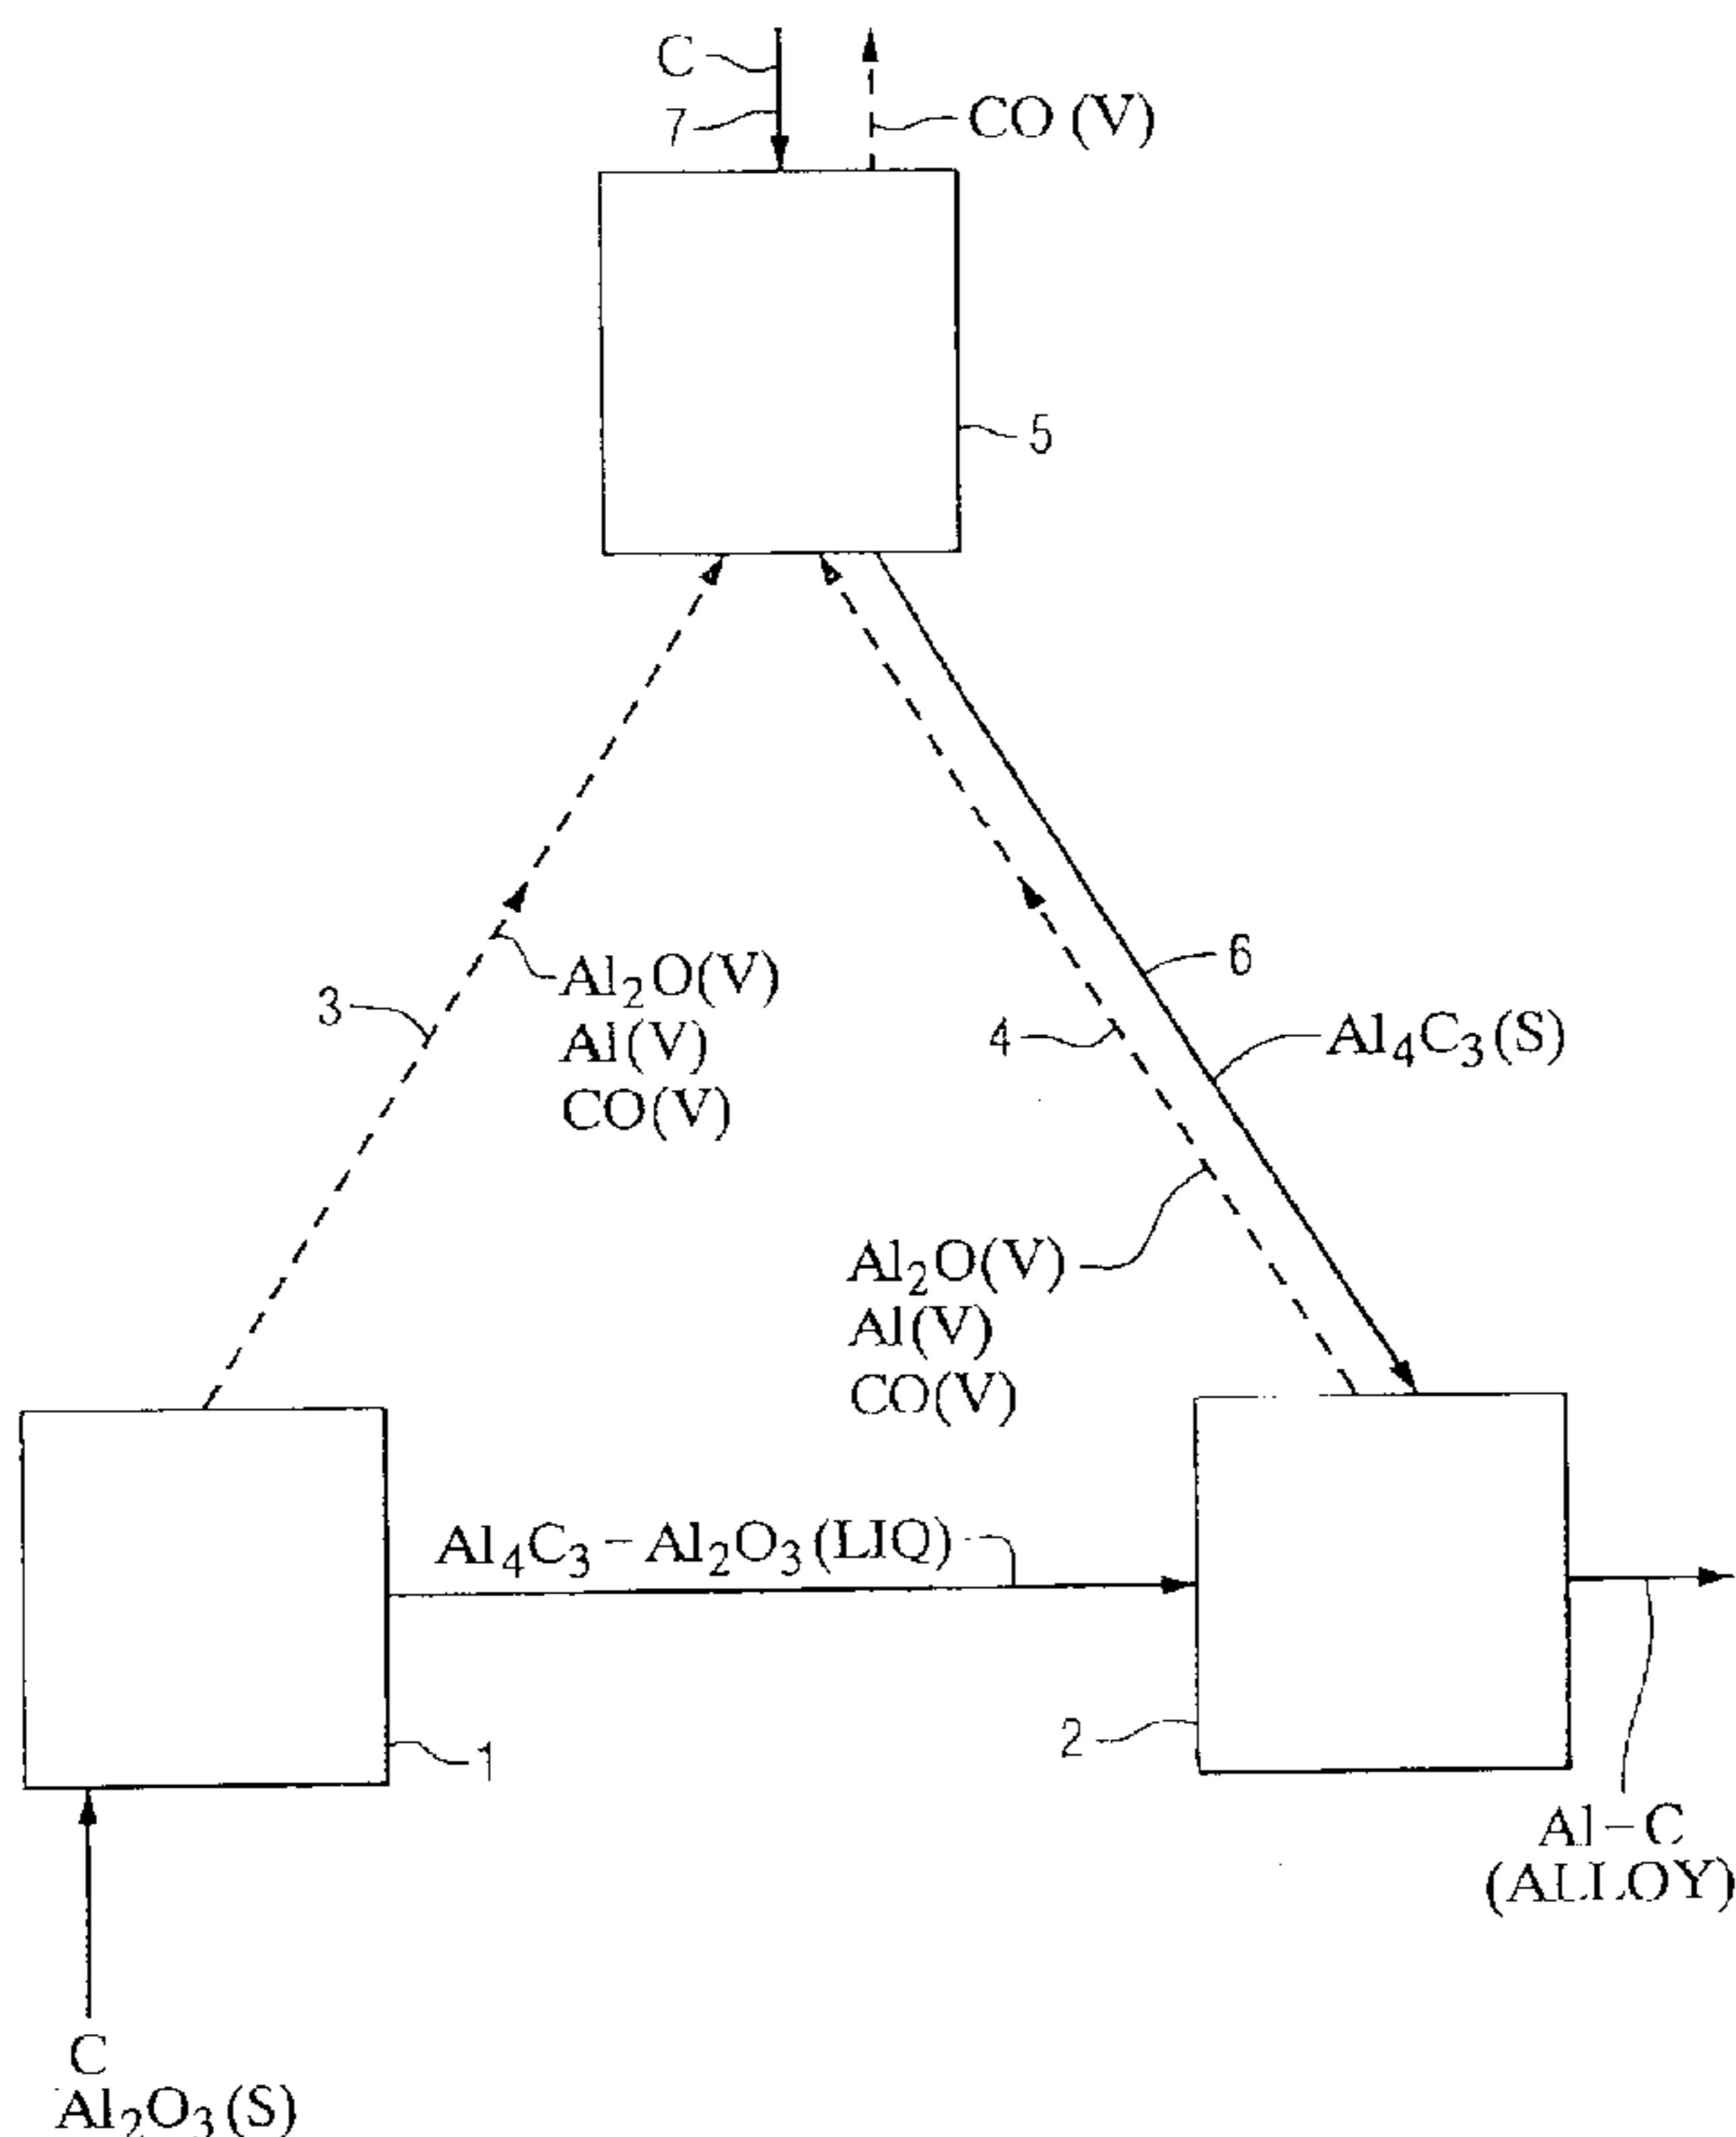 C
CO (V)
7
5
Al₂O(V)
Al(V)
CO(V)
3
6
4
Al₄C₃(S)
Al₂O(V)
Al(V)
CO(V)
Al₄C₃ – Al₂O₃(LIQ)
2
1
Al–C
(ALLOY)
C
Al₂O₃(S)